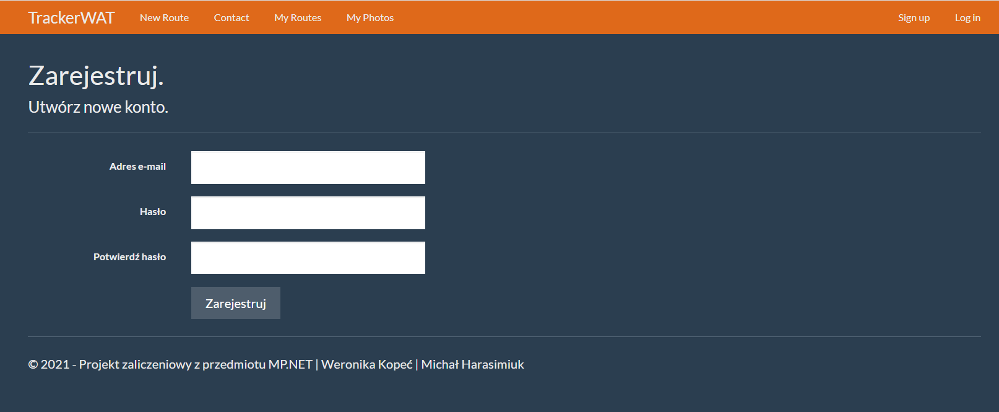 TrackerWAT New Route Contact My Routes My Photos Sign up Log in
Zarejestruj.
Utwórz nowe konto.
Adres e-mail
Hasło
Potwierdź hasło
Zarejestruj
© 2021 - Projekt zaliczeniowy z przedmiotu MP.NET | Weronika Kopeć | Michał Harasimiuk